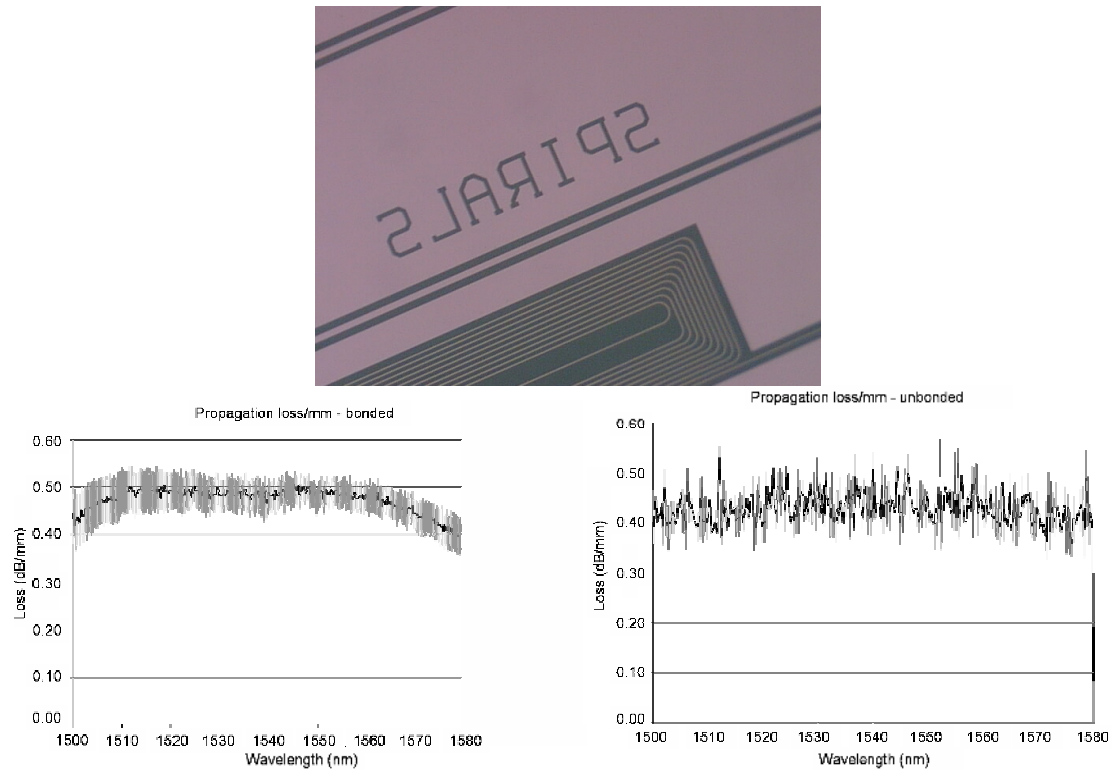 SPIRALS
Propagation loss/mm - bonded
0.60
0.50
0.40
0.30
0.20
0.10
0.00
Loss (dB/mm)
1500 1510 1520 1530 1540 1550 1560 1570 1580
Wavelength (nm)
Propagation loss/mm - unbonded
0.60
0.50
0.40
0.30
0.20
0.10
0.00
Loss (dB/mm)
1500 1510 1520 1530 1540 1550 1560 1570 1580
Wavelength (nm)